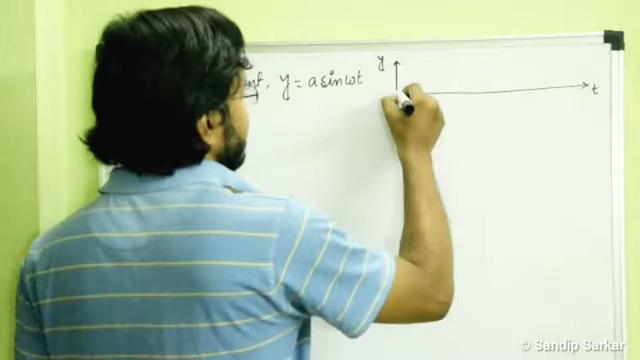 y = a sin ωt
y
t
© Sandip Sarkar